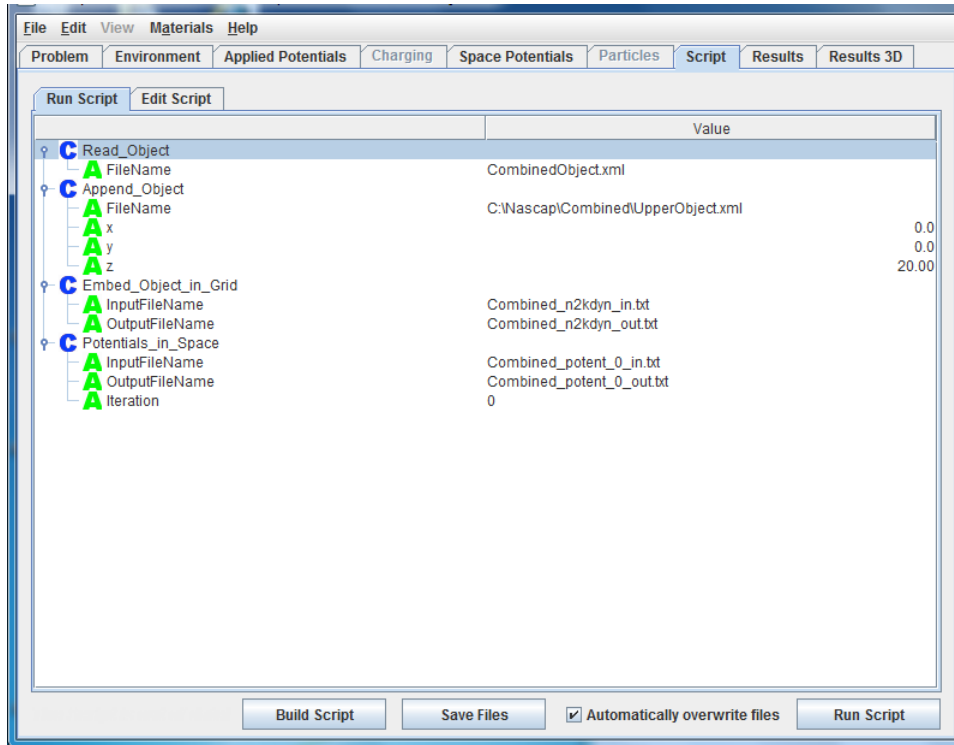 File Edit View Materials Help
Problem Environment Applied Potentials Charging Space Potentials Particles Script Results Results 3D
Run Script Edit Script
Value
C Read_Object
A FileName CombinedObject.xml
C Append_Object
A FileName C:\Nascap\Combined\UpperObject.xml
A x 0.0
A y 0.0
A z 20.00
C Embed_Object_in_Grid
A InputFileName Combined_n2kdyn_in.txt
A OutputFileName Combined_n2kdyn_out.txt
C Potentials_in_Space
A InputFileName Combined_potent_0_in.txt
A OutputFileName Combined_potent_0_out.txt
A Iteration 0
Build Script Save Files Automatically overwrite files Run Script